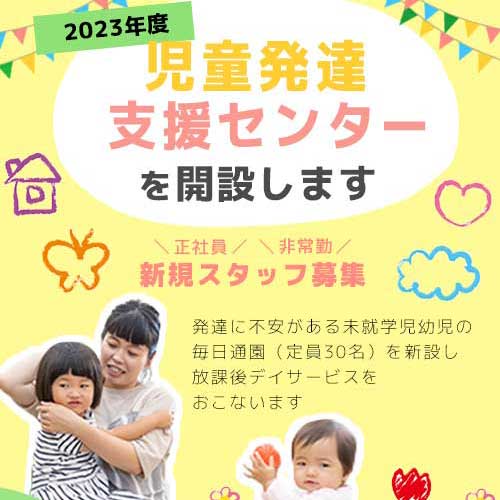 2023年度
児童発達
支援センター
を開設します
＼正社員／ ＼非常勤／
新規スタッフ募集
発達に不安がある未就学児幼児の
毎日通園（定員30名）を新設し
放課後デイサービスを
おこないます